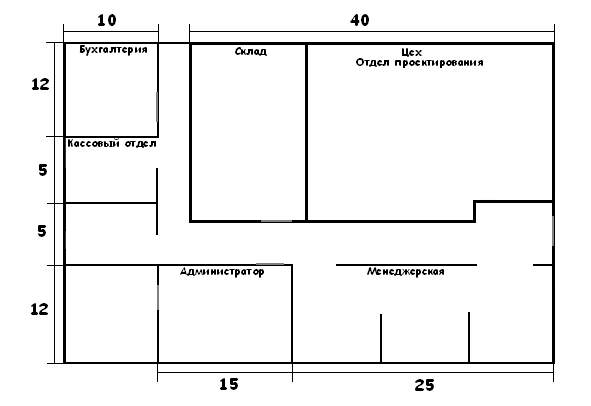 10
40
Бухгалтерия
Склад
Цех
Отдел проектирования
12
Кассовый отдел
5
5
Администратор
Менеджерская
12
15
25